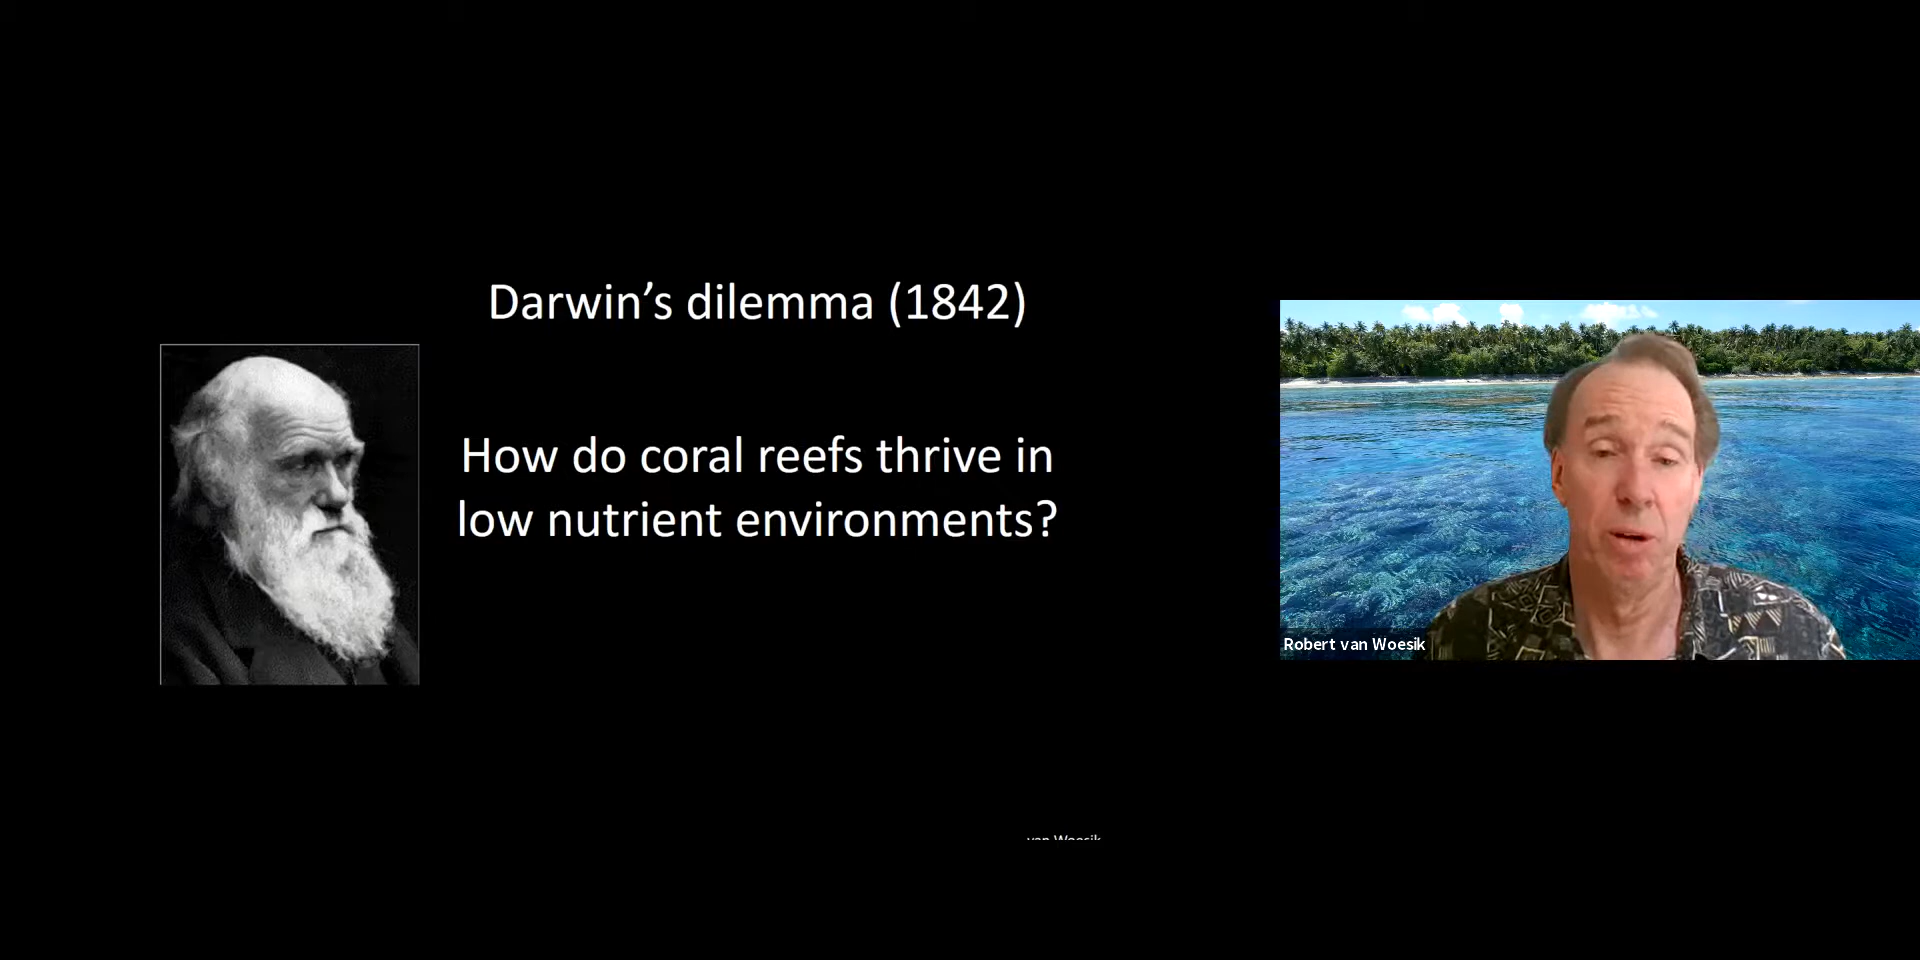 Darwin’s dilemma (1842)
How do coral reefs thrive in
low nutrient environments?
Robert van Woesik
van Woesik